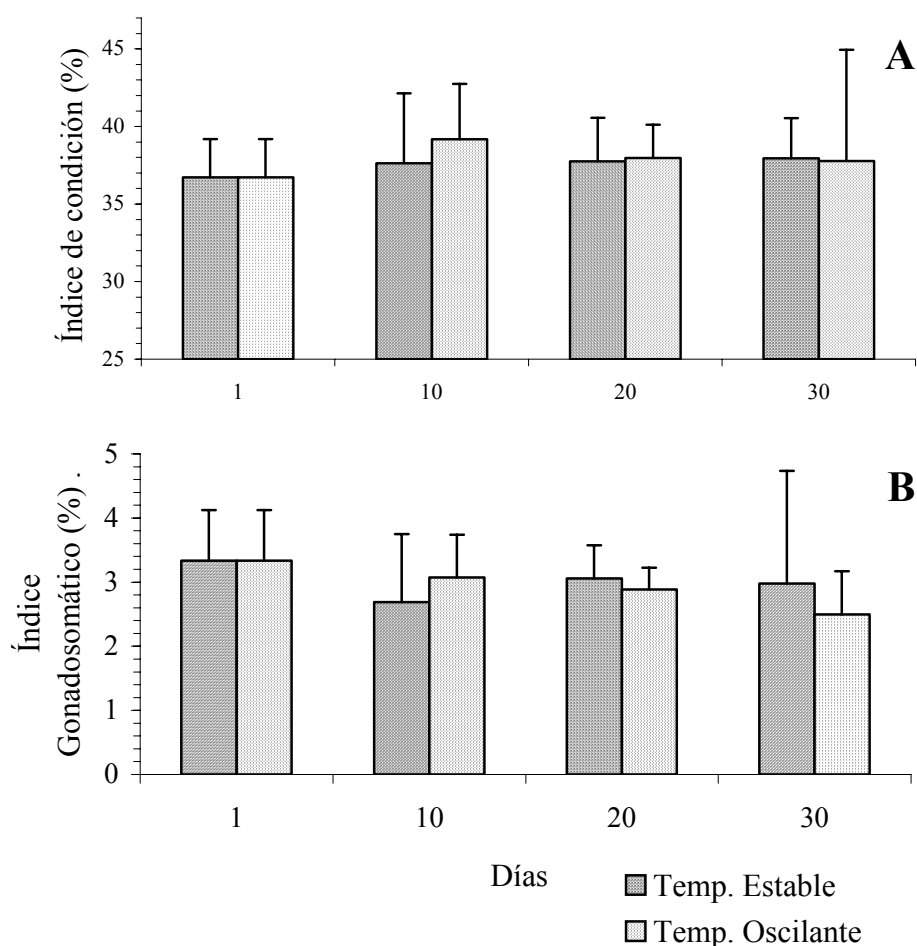 A
Índice de condición (%)
45
40
35
30
25
1 10 20 30
B
Índice
Gonadosomático (%) .
5
4
3
2
1
0
1 10 20 30
Días
Temp. Estable
Temp. Oscilante